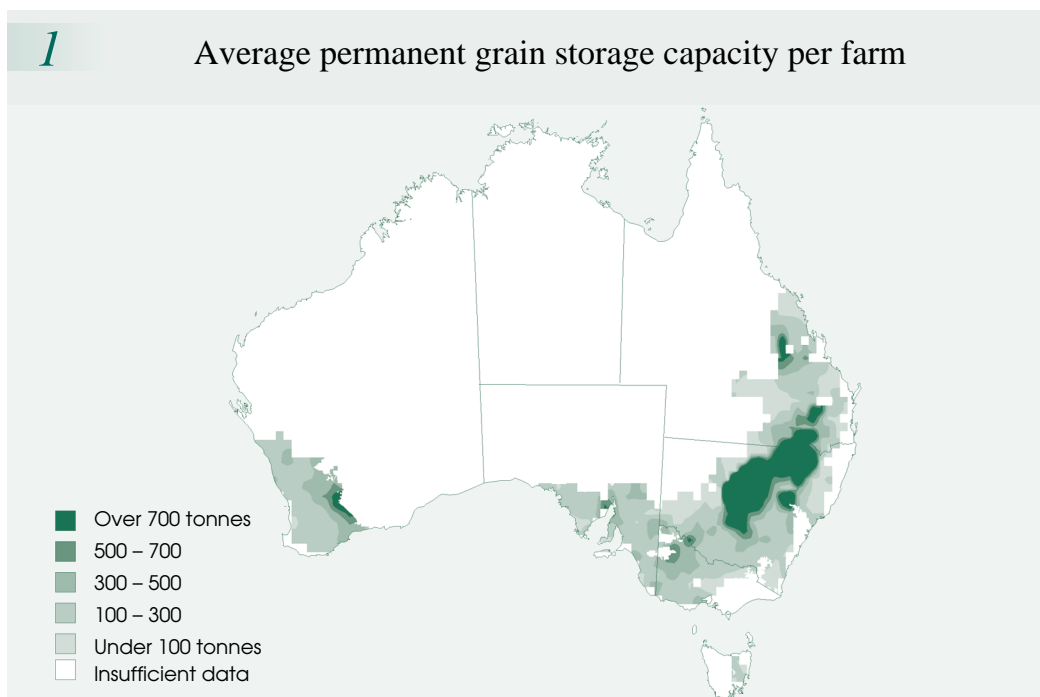 1
Average permanent grain storage capacity per farm
Over 700 tonnes
500 – 700
300 – 500
100 – 300
Under 100 tonnes
Insufficient data